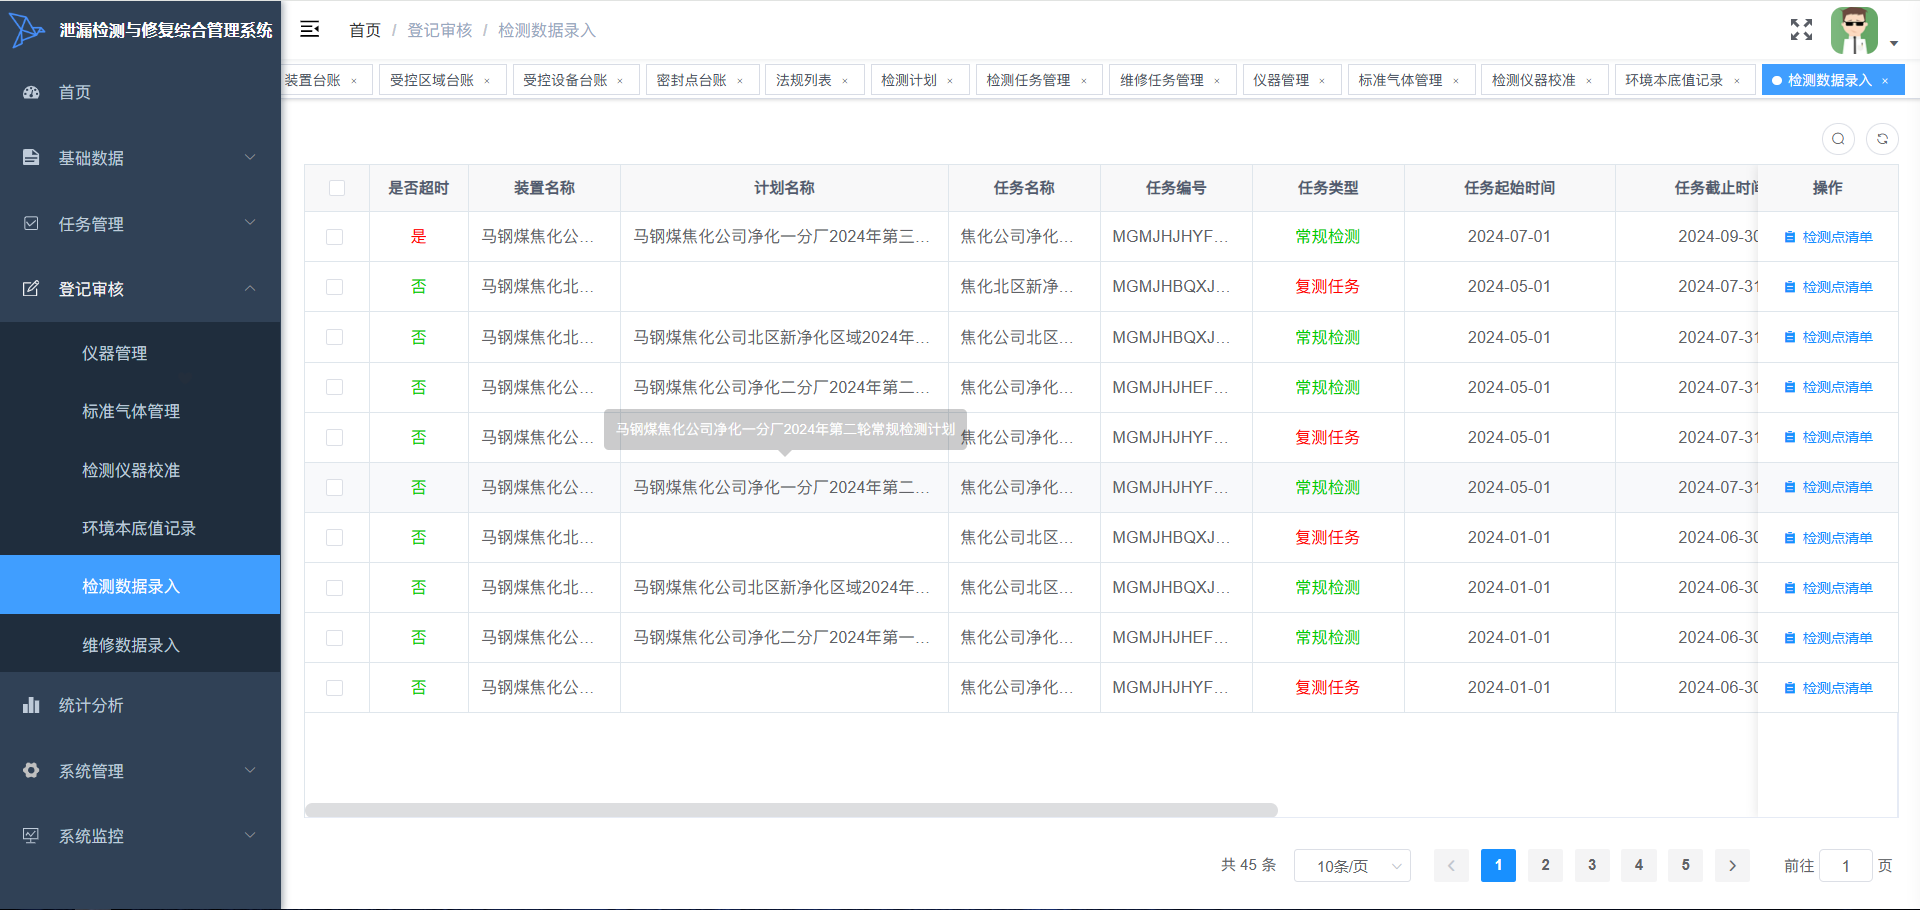 泄漏检测与修复综合管理系统
首页 / 登记审核 / 检测数据录入
装置台账 × 受控区域台账 × 受控设备台账 × 密封点台账 × 法规列表 × 检测计划 × 检测任务管理 × 维修任务管理 × 仪器管理 × 标准气体管理 × 检测仪器校准 × 环境本底值记录 × 检测数据录入 ×
首页
基础数据
任务管理
登记审核
仪器管理
标准气体管理
检测仪器校准
环境本底值记录
检测数据录入
维修数据录入
统计分析
系统管理
系统监控
是否超时 装置名称 计划名称 任务名称 任务编号 任务类型 任务起始时间 任务截止时间 操作
是 马钢煤焦化公... 马钢煤焦化公司净化一分厂2024年第三... 焦化公司净化... MGMJHJHYF... 常规检测 2024-07-01 2024-09-30 检测点清单
否 马钢煤焦化北... 焦化北区新净... MGMJHBQXJ... 复测任务 2024-05-01 2024-07-31 检测点清单
否 马钢煤焦化北... 马钢煤焦化公司北区新净化区域2024年... 焦化公司北区... MGMJHBQXJ... 常规检测 2024-05-01 2024-07-31 检测点清单
否 马钢煤焦化公... 马钢煤焦化公司净化二分厂2024年第二... 焦化公司净化... MGMJHJHEF... 常规检测 2024-05-01 2024-07-31 检测点清单
马钢煤焦化公司净化一分厂2024年第二轮常规检测计划
否 马钢煤焦化公... 焦化公司净化... MGMJHJHYF... 复测任务 2024-05-01 2024-07-31 检测点清单
否 马钢煤焦化公... 马钢煤焦化公司净化一分厂2024年第二... 焦化公司净化... MGMJHJHYF... 常规检测 2024-05-01 2024-07-31 检测点清单
否 马钢煤焦化北... 焦化公司北区... MGMJHBQXJ... 复测任务 2024-01-01 2024-06-30 检测点清单
否 马钢煤焦化北... 马钢煤焦化公司北区新净化区域2024年... 焦化公司北区... MGMJHBQXJ... 常规检测 2024-01-01 2024-06-30 检测点清单
否 马钢煤焦化公... 马钢煤焦化公司净化二分厂2024年第一... 焦化公司净化... MGMJHJHEF... 常规检测 2024-01-01 2024-06-30 检测点清单
否 马钢煤焦化公... 焦化公司净化... MGMJHJHYF... 复测任务 2024-01-01 2024-06-30 检测点清单
共 45 条 10条/页 < 1 2 3 4 5 > 前往 1 页